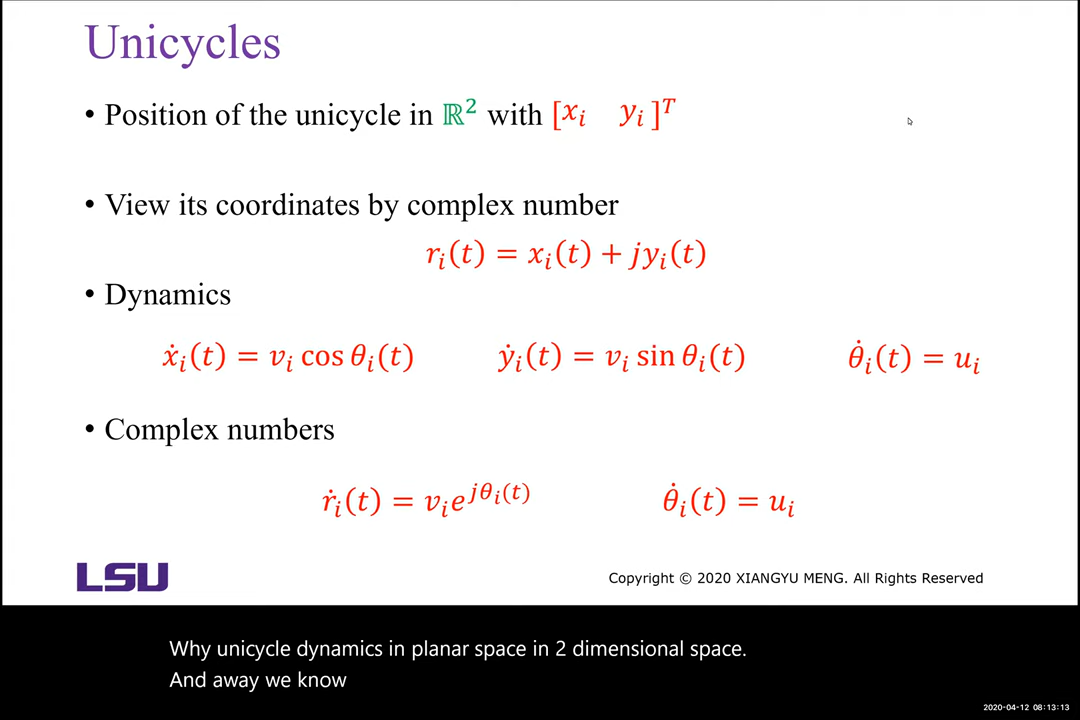 Unicycles
• Position of the unicycle in ℝ² with [xᵢ yᵢ]ᵀ
• View its coordinates by complex number
rᵢ(t) = xᵢ(t) + jyᵢ(t)
• Dynamics
ẋᵢ(t) = vᵢ cos θᵢ(t) ẏᵢ(t) = vᵢ sin θᵢ(t) θ̇ᵢ(t) = uᵢ
• Complex numbers
ṙᵢ(t) = vᵢe^{jθᵢ(t)} θ̇ᵢ(t) = uᵢ
LSU
Copyright © 2020 XIANGYU MENG. All Rights Reserved
Why unicycle dynamics in planar space in 2 dimensional space.
And away we know
2020-04-12 08:13:13